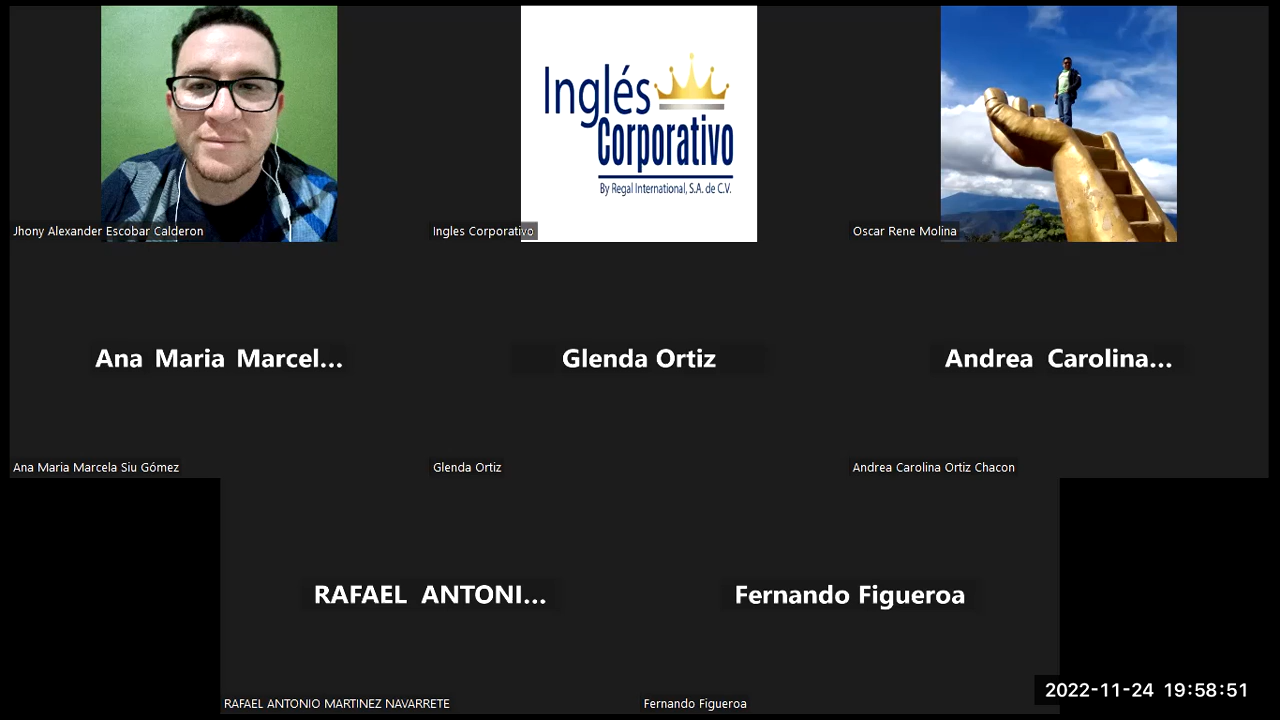 Inglés
Corporativo
By Regal International, S.A. de C.V.
Jhony Alexander Escobar Calderon
Ingles Corporativo
Oscar Rene Molina
Ana Maria Marcel...
Glenda Ortiz
Andrea Carolina...
Ana Maria Marcela Siu Gómez
Glenda Ortiz
Andrea Carolina Ortiz Chacon
RAFAEL ANTONI...
Fernando Figueroa
RAFAEL ANTONIO MARTINEZ NAVARRETE
Fernando Figueroa
2022-11-24 19:58:51